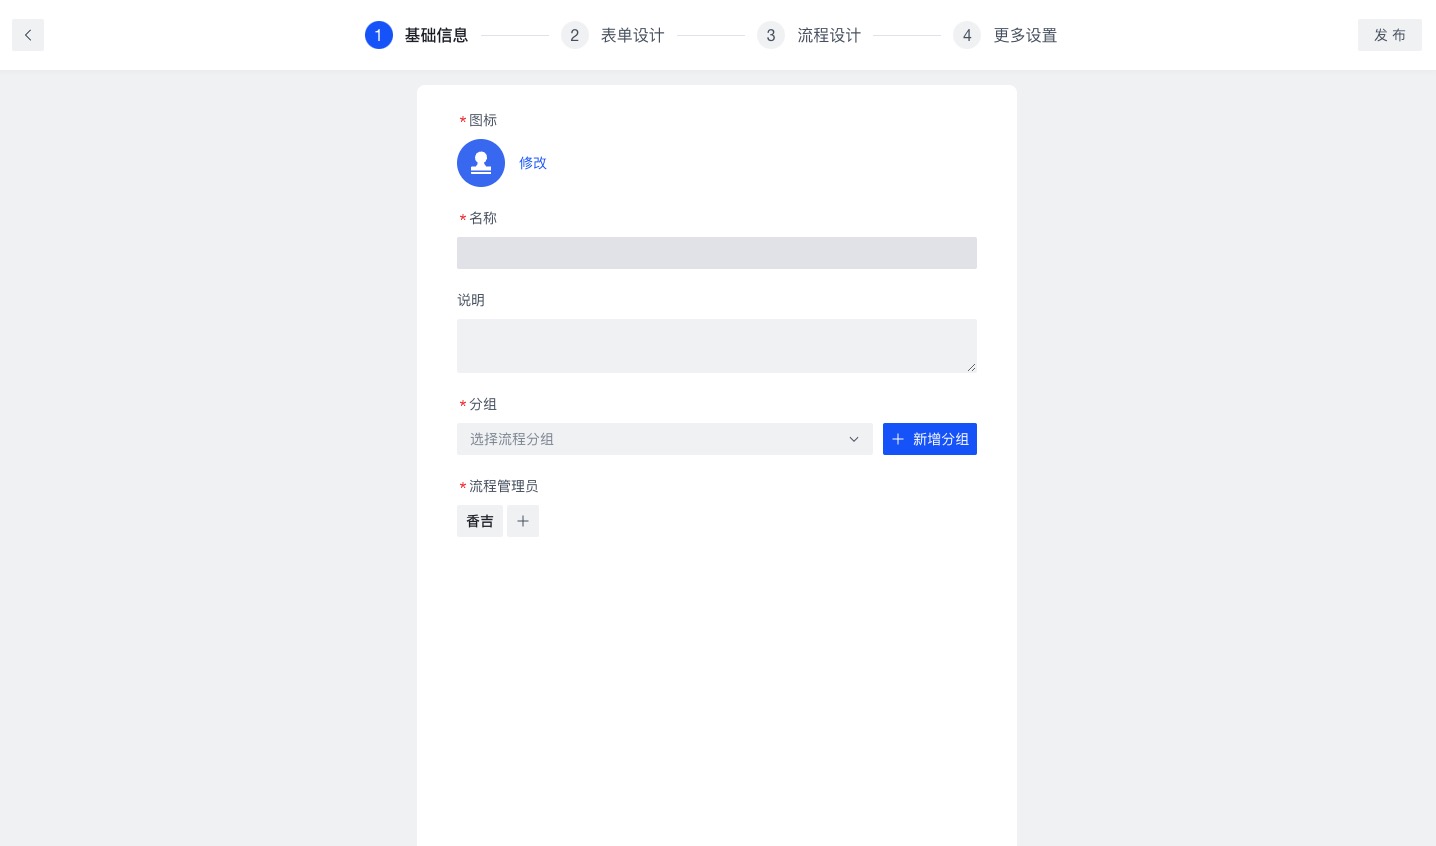 1 基础信息 2 表单设计 3 流程设计 4 更多设置 发布
* 图标
修改
* 名称
说明
* 分组
选择流程分组 新增分组
* 流程管理员
香吉